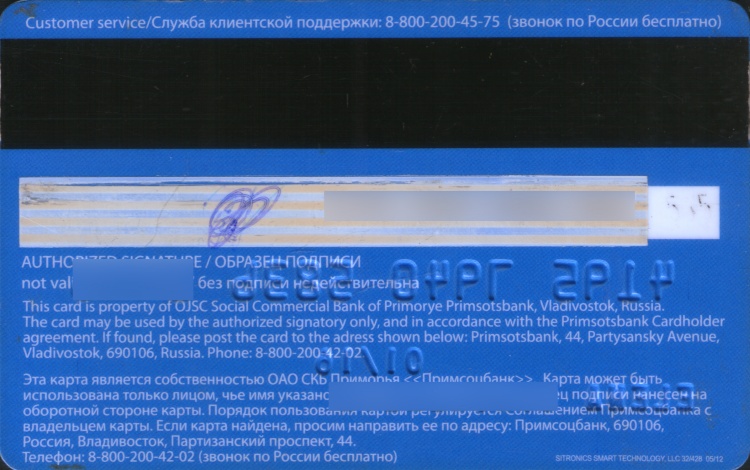 Customer service/Служба клиентской поддержки: 8-800-200-45-75 (звонок по России бесплатно)
AUTHORIZED SIGNATURE / ОБРАЗЕЦ ПОДПИСИ
not без подписи недействительна
This card is property of OJSC Social Commercial Bank of Primorye Primsotsbank, Vladivostok, Russia.
The card may be used by the authorized signatory only, and in accordance with the Primsotsbank Cardholder
agreement. If found, please post the card to the adress shown below: Primsotsbank, 44, Partysansky Avenue,
Vladivostok, 690106, Russia. Phone: 8-800-200-42-02
Эта карта является собственностью ОАО СКБ Приморья <<Примсоцбанк>>. Карта может быть
использована только лицом, чье имя подписи нанесен на
оборотной стороне карты. Порядок пользования картой регулируется Соглашением Примсоцбанка с
владельцем карты. Если карта найдена, просим направить ее по адресу: Примсоцбанк, 690106,
Россия, Владивосток, Партизанский проспект, 44.
Телефон: 8-800-200-42-02 (звонок по России бесплатно)
SITRONICS SMART TECHNOLOGY, LLC 32/428 05/12